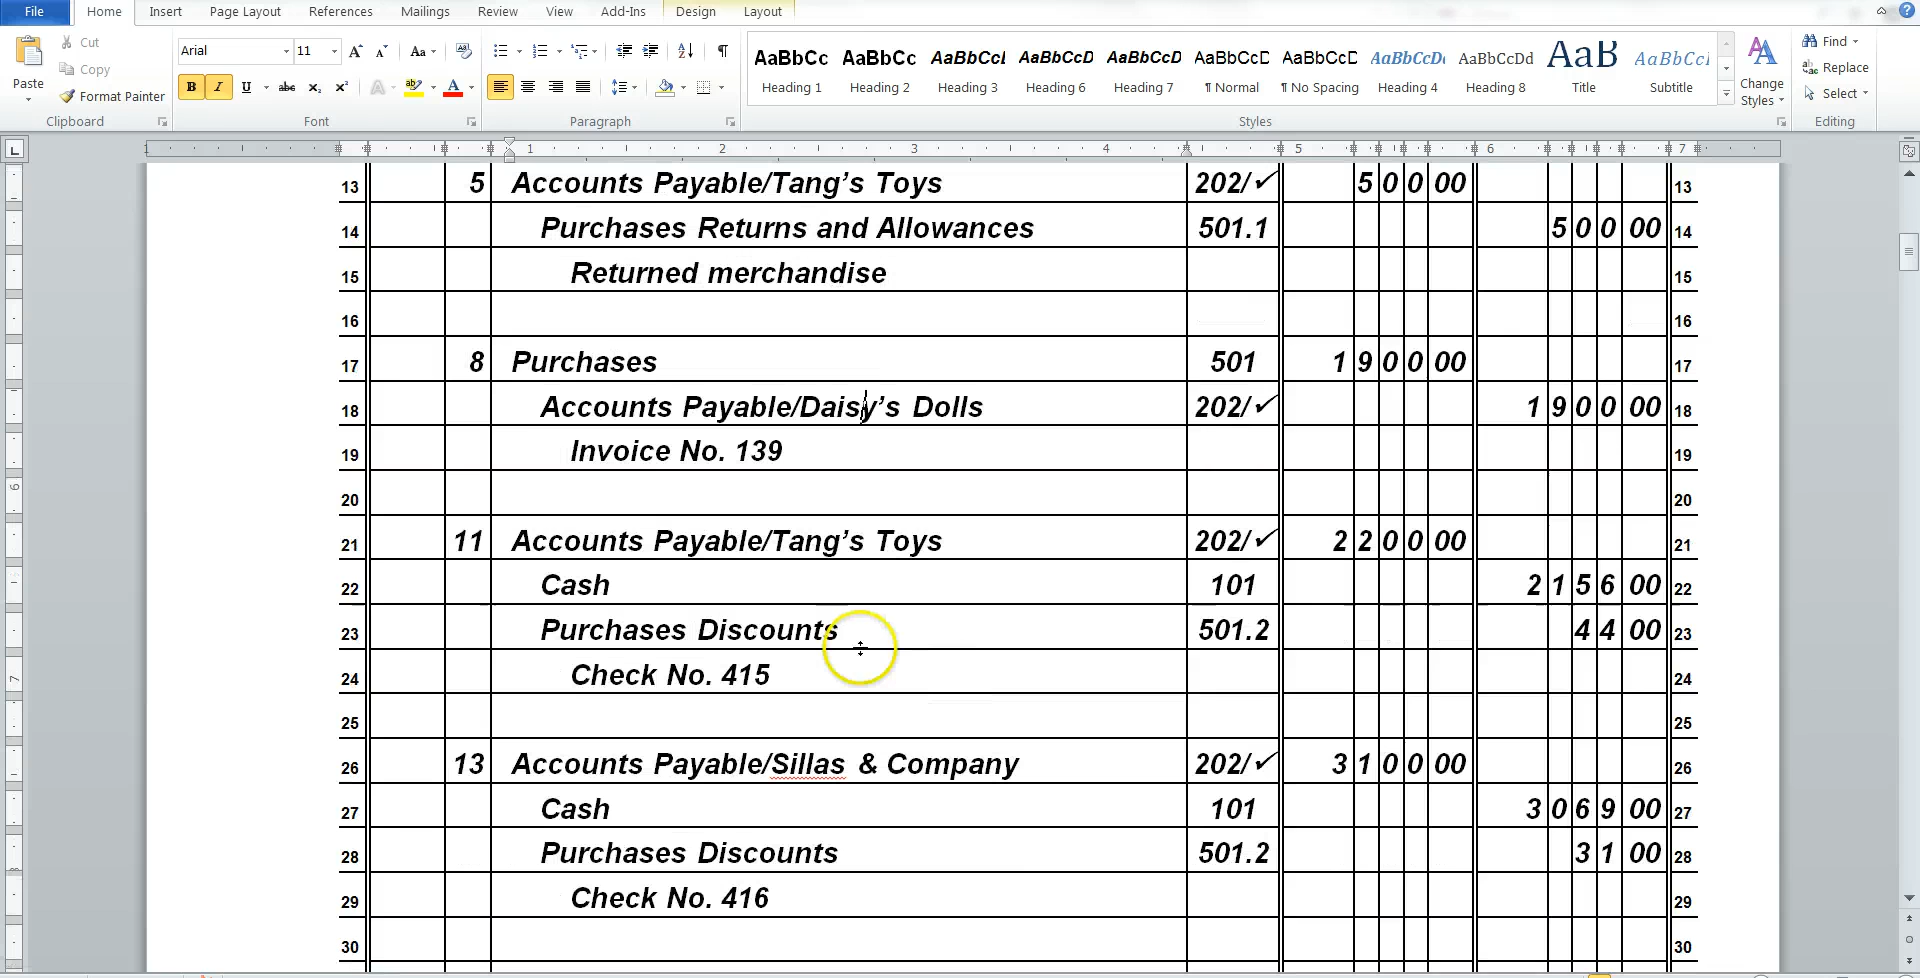 File Home Insert Page Layout References Mailings Review View Add-Ins Design Layout
Paste
Cut
Copy
Format Painter
Clipboard
Arial 11
Font
Paragraph
AaBbCc AaBbCc AaBbCcI AaBbCcD AaBbCcD AaBbCcD AaBbCcD AaBbCcDı AaBbCcDd AaB AaBbCcI
Heading 1 Heading 2 Heading 3 Heading 6 Heading 7 ¶ Normal ¶ No Spacing Heading 4 Heading 8 Title Subtitle
Styles
Change Styles
Find
Replace
Select
Editing
1 1 2 3 4 5 6 7
13 5 Accounts Payable/Tang’s Toys 202/✓ 5 0 0 00 13
14 Purchases Returns and Allowances 501.1 5 0 0 00 14
15 Returned merchandise 15
16 16
17 8 Purchases 501 1 9 0 0 00 17
18 Accounts Payable/Daisy’s Dolls 202/✓ 1 9 0 0 00 18
19 Invoice No. 139 19
20 20
21 11 Accounts Payable/Tang’s Toys 202/✓ 2 2 0 0 00 21
22 Cash 101 2 1 5 6 00 22
23 Purchases Discounts 501.2 4 4 00 23
24 Check No. 415 24
25 25
26 13 Accounts Payable/Sillas & Company 202/✓ 3 1 0 0 00 26
27 Cash 101 3 0 6 9 00 27
28 Purchases Discounts 501.2 3 1 00 28
29 Check No. 416 29
30 30